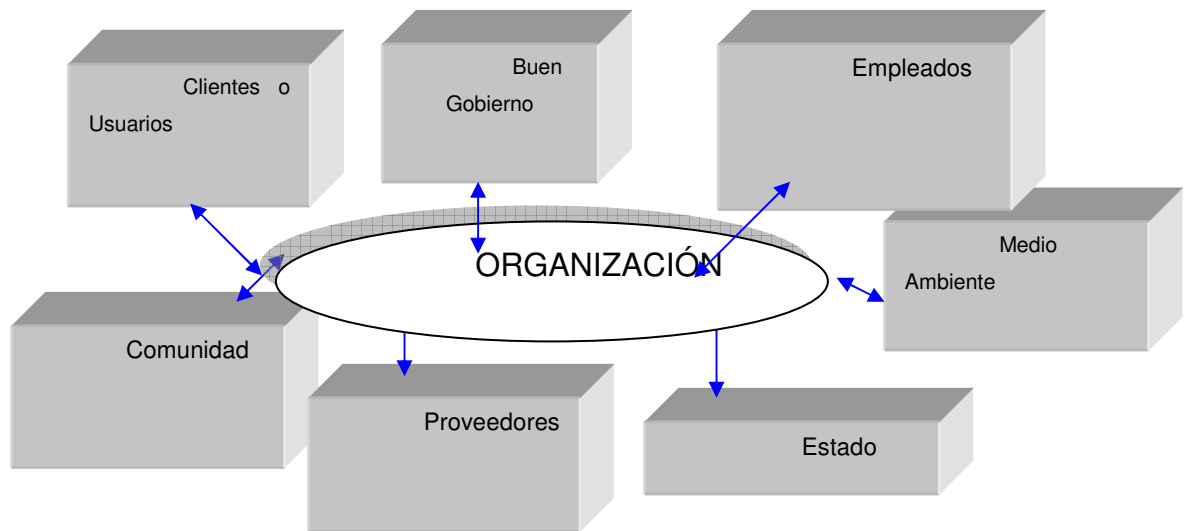 Clientes o
Usuarios
Buen
Gobierno
Empleados
Medio
Ambiente
ORGANIZACIÓN
Comunidad
Proveedores
Estado